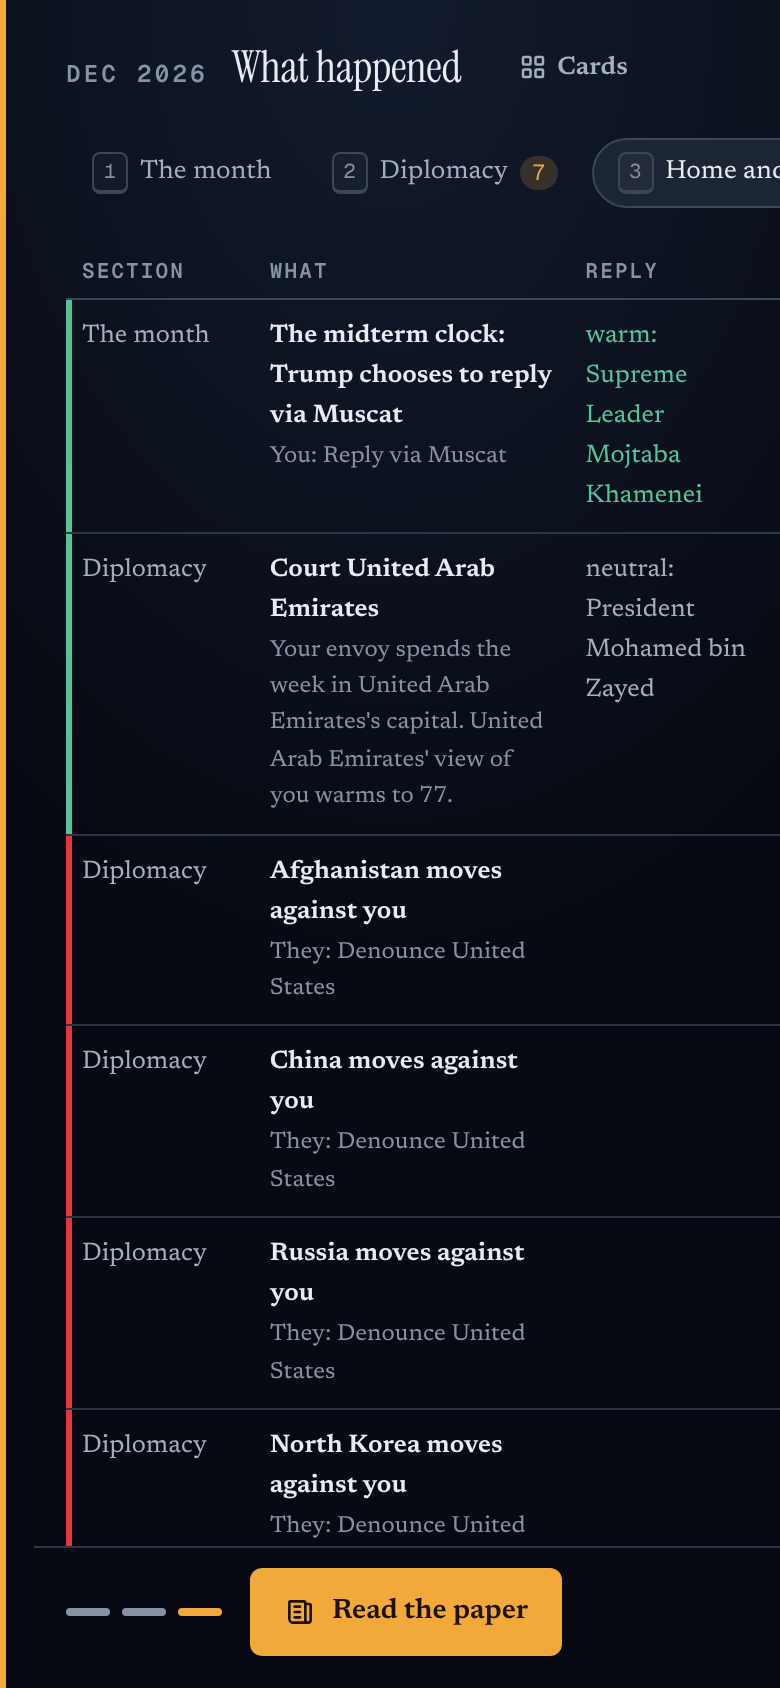 DEC 2026 What happened Cards
1 The month 2 Diplomacy 7 3 Home and
SECTION WHAT REPLY
The month
The midterm clock:
Trump chooses to reply
via Muscat
You: Reply via Muscat
warm:
Supreme
Leader
Mojtaba
Khamenei
Diplomacy
Court United Arab
Emirates
Your envoy spends the
week in United Arab
Emirates's capital. United
Arab Emirates' view of
you warms to 77.
neutral:
President
Mohamed bin
Zayed
Diplomacy
Afghanistan moves
against you
They: Denounce United
States
Diplomacy
China moves against
you
They: Denounce United
States
Diplomacy
Russia moves against
you
They: Denounce United
States
Diplomacy
North Korea moves
against you
They: Denounce United
Read the paper